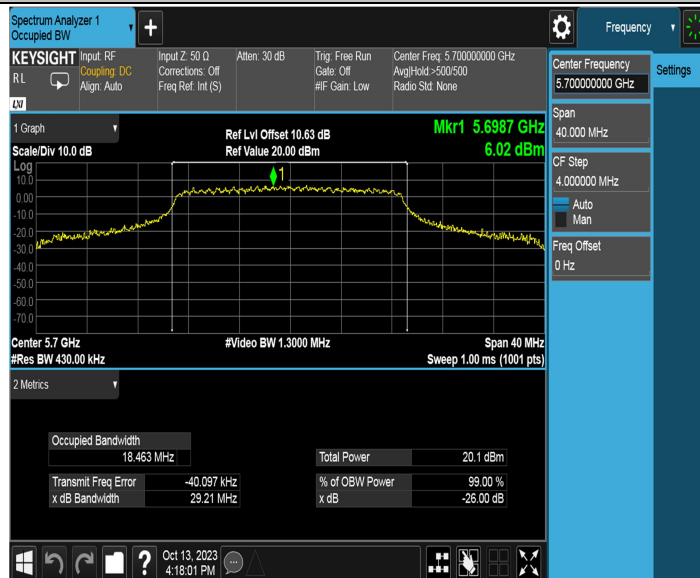 Spectrum Analyzer 1
Occupied BW
+
Frequency
KEYSIGHT
RL
LXI
Input: RF
Coupling: DC
Align: Auto
Input Z: 50 Ω
Corrections: Off
Freq Ref: Int (S)
Atten: 30 dB
Trig: Free Run
Gate: Off
#IF Gain: Low
Center Freq: 5.700000000 GHz
Avg|Hold:>500/500
Radio Std: None
Center Frequency
5.700000000 GHz
Settings
Span
40.000 MHz
CF Step
4.000000 MHz
Auto
Man
Freq Offset
0 Hz
1 Graph
Scale/Div 10.0 dB
Ref Lvl Offset 10.63 dB
Ref Value 20.00 dBm
Mkr1 5.6987 GHz
6.02 dBm
Log
10.0
0.00
-10.0
-20.0
-30.0
-40.0
-50.0
-60.0
-70.0
1
Center 5.7 GHz
#Res BW 430.00 kHz
#Video BW 1.3000 MHz
Span 40 MHz
Sweep 1.00 ms (1001 pts)
2 Metrics
Occupied Bandwidth
18.463 MHz
Transmit Freq Error -40.097 kHz
x dB Bandwidth 29.21 MHz
Total Power 20.1 dBm
% of OBW Power 99.00 %
x dB -26.00 dB
?
Oct 13, 2023
4:18:01 PM